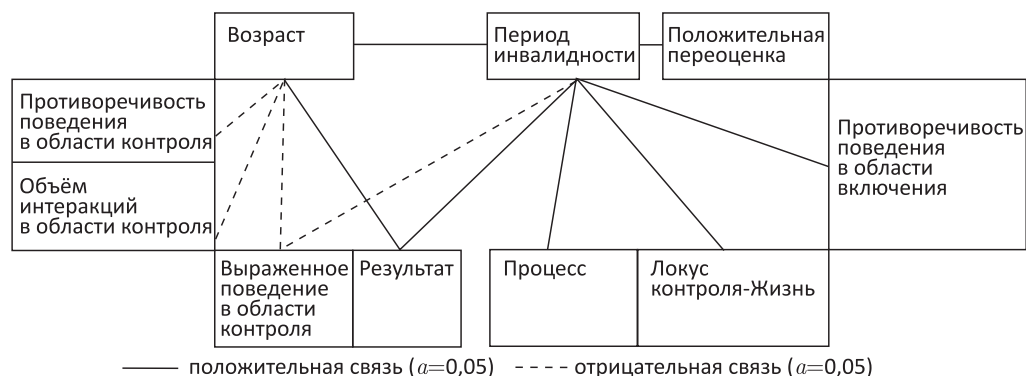 Возраст
Период
инвалидности
Положительная
переоценка
Противоречивость
поведения
в области контроля
Объём
интеракций
в области контроля
Противоречивость
поведения
в области
включения
Выраженное
поведение
в области
контроля
Результат
Процесс
Локус
контроля-Жизнь
положительная связь (a=0,05)
отрицательная связь (a=0,05)